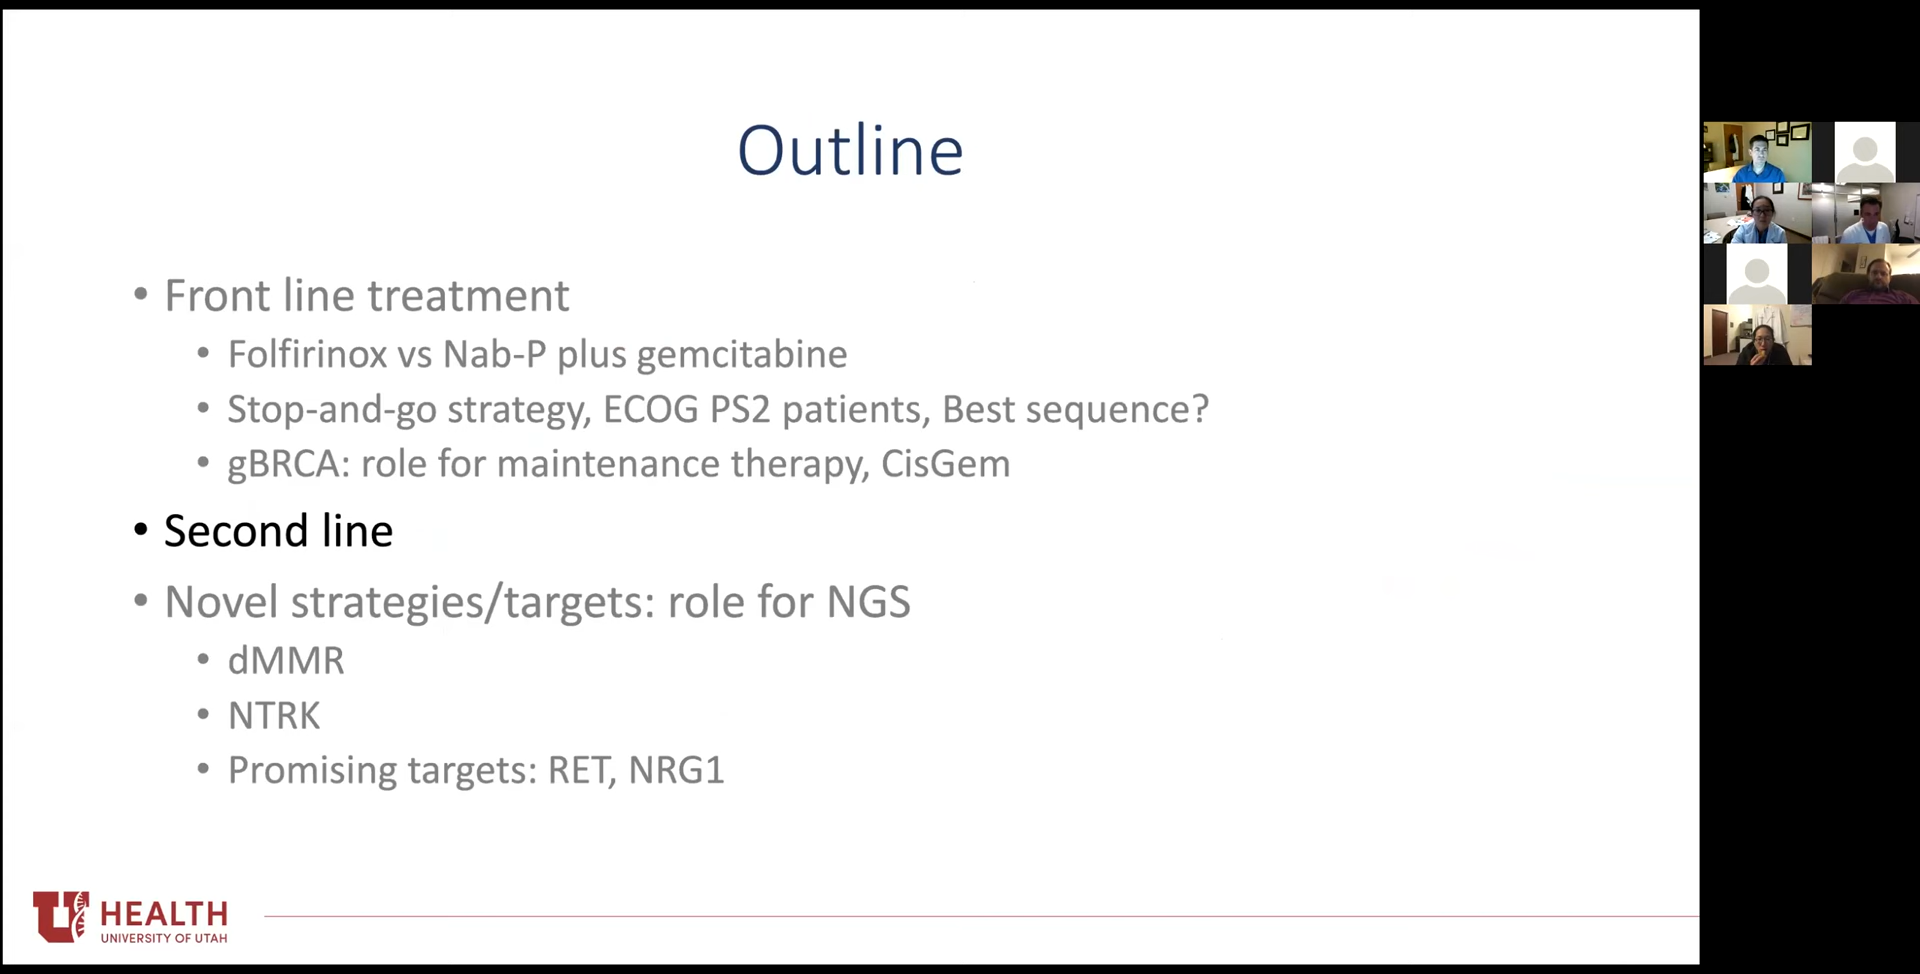 Outline
• Front line treatment
• Folfirinox vs Nab-P plus gemcitabine
• Stop-and-go strategy, ECOG PS2 patients, Best sequence?
• gBRCA: role for maintenance therapy, CisGem
• Second line
• Novel strategies/targets: role for NGS
• dMMR
• NTRK
• Promising targets: RET, NRG1
U HEALTH
UNIVERSITY OF UTAH